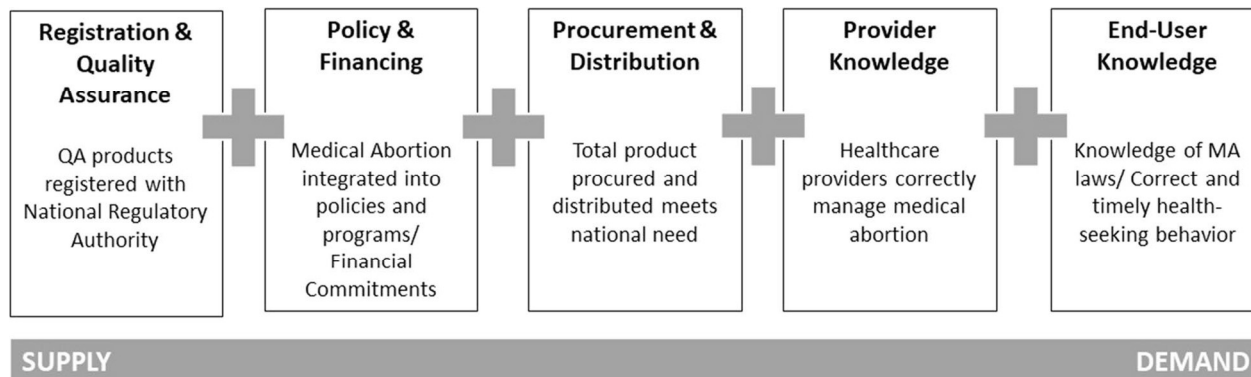 Registration &
Quality
Assurance
QA products
registered with
National Regulatory
Authority
Policy &
Financing
Medical Abortion
integrated into
policies and
programs/
Financial
Commitments
Procurement &
Distribution
Total product
procured and
distributed meets
national need
Provider
Knowledge
Healthcare
providers correctly
manage medical
abortion
End-User
Knowledge
Knowledge of MA
laws/ Correct and
timely health-
seeking behavior
SUPPLY
DEMAND